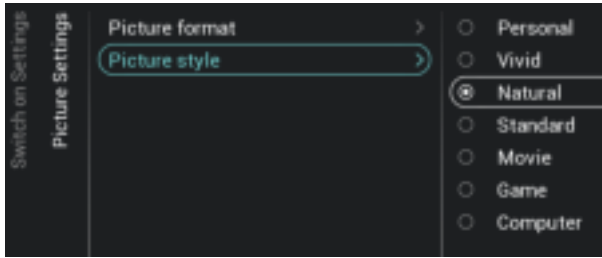 Switch on Settings
Picture Settings
Picture format
Picture style
Personal
Vivid
Natural
Standard
Movie
Game
Computer